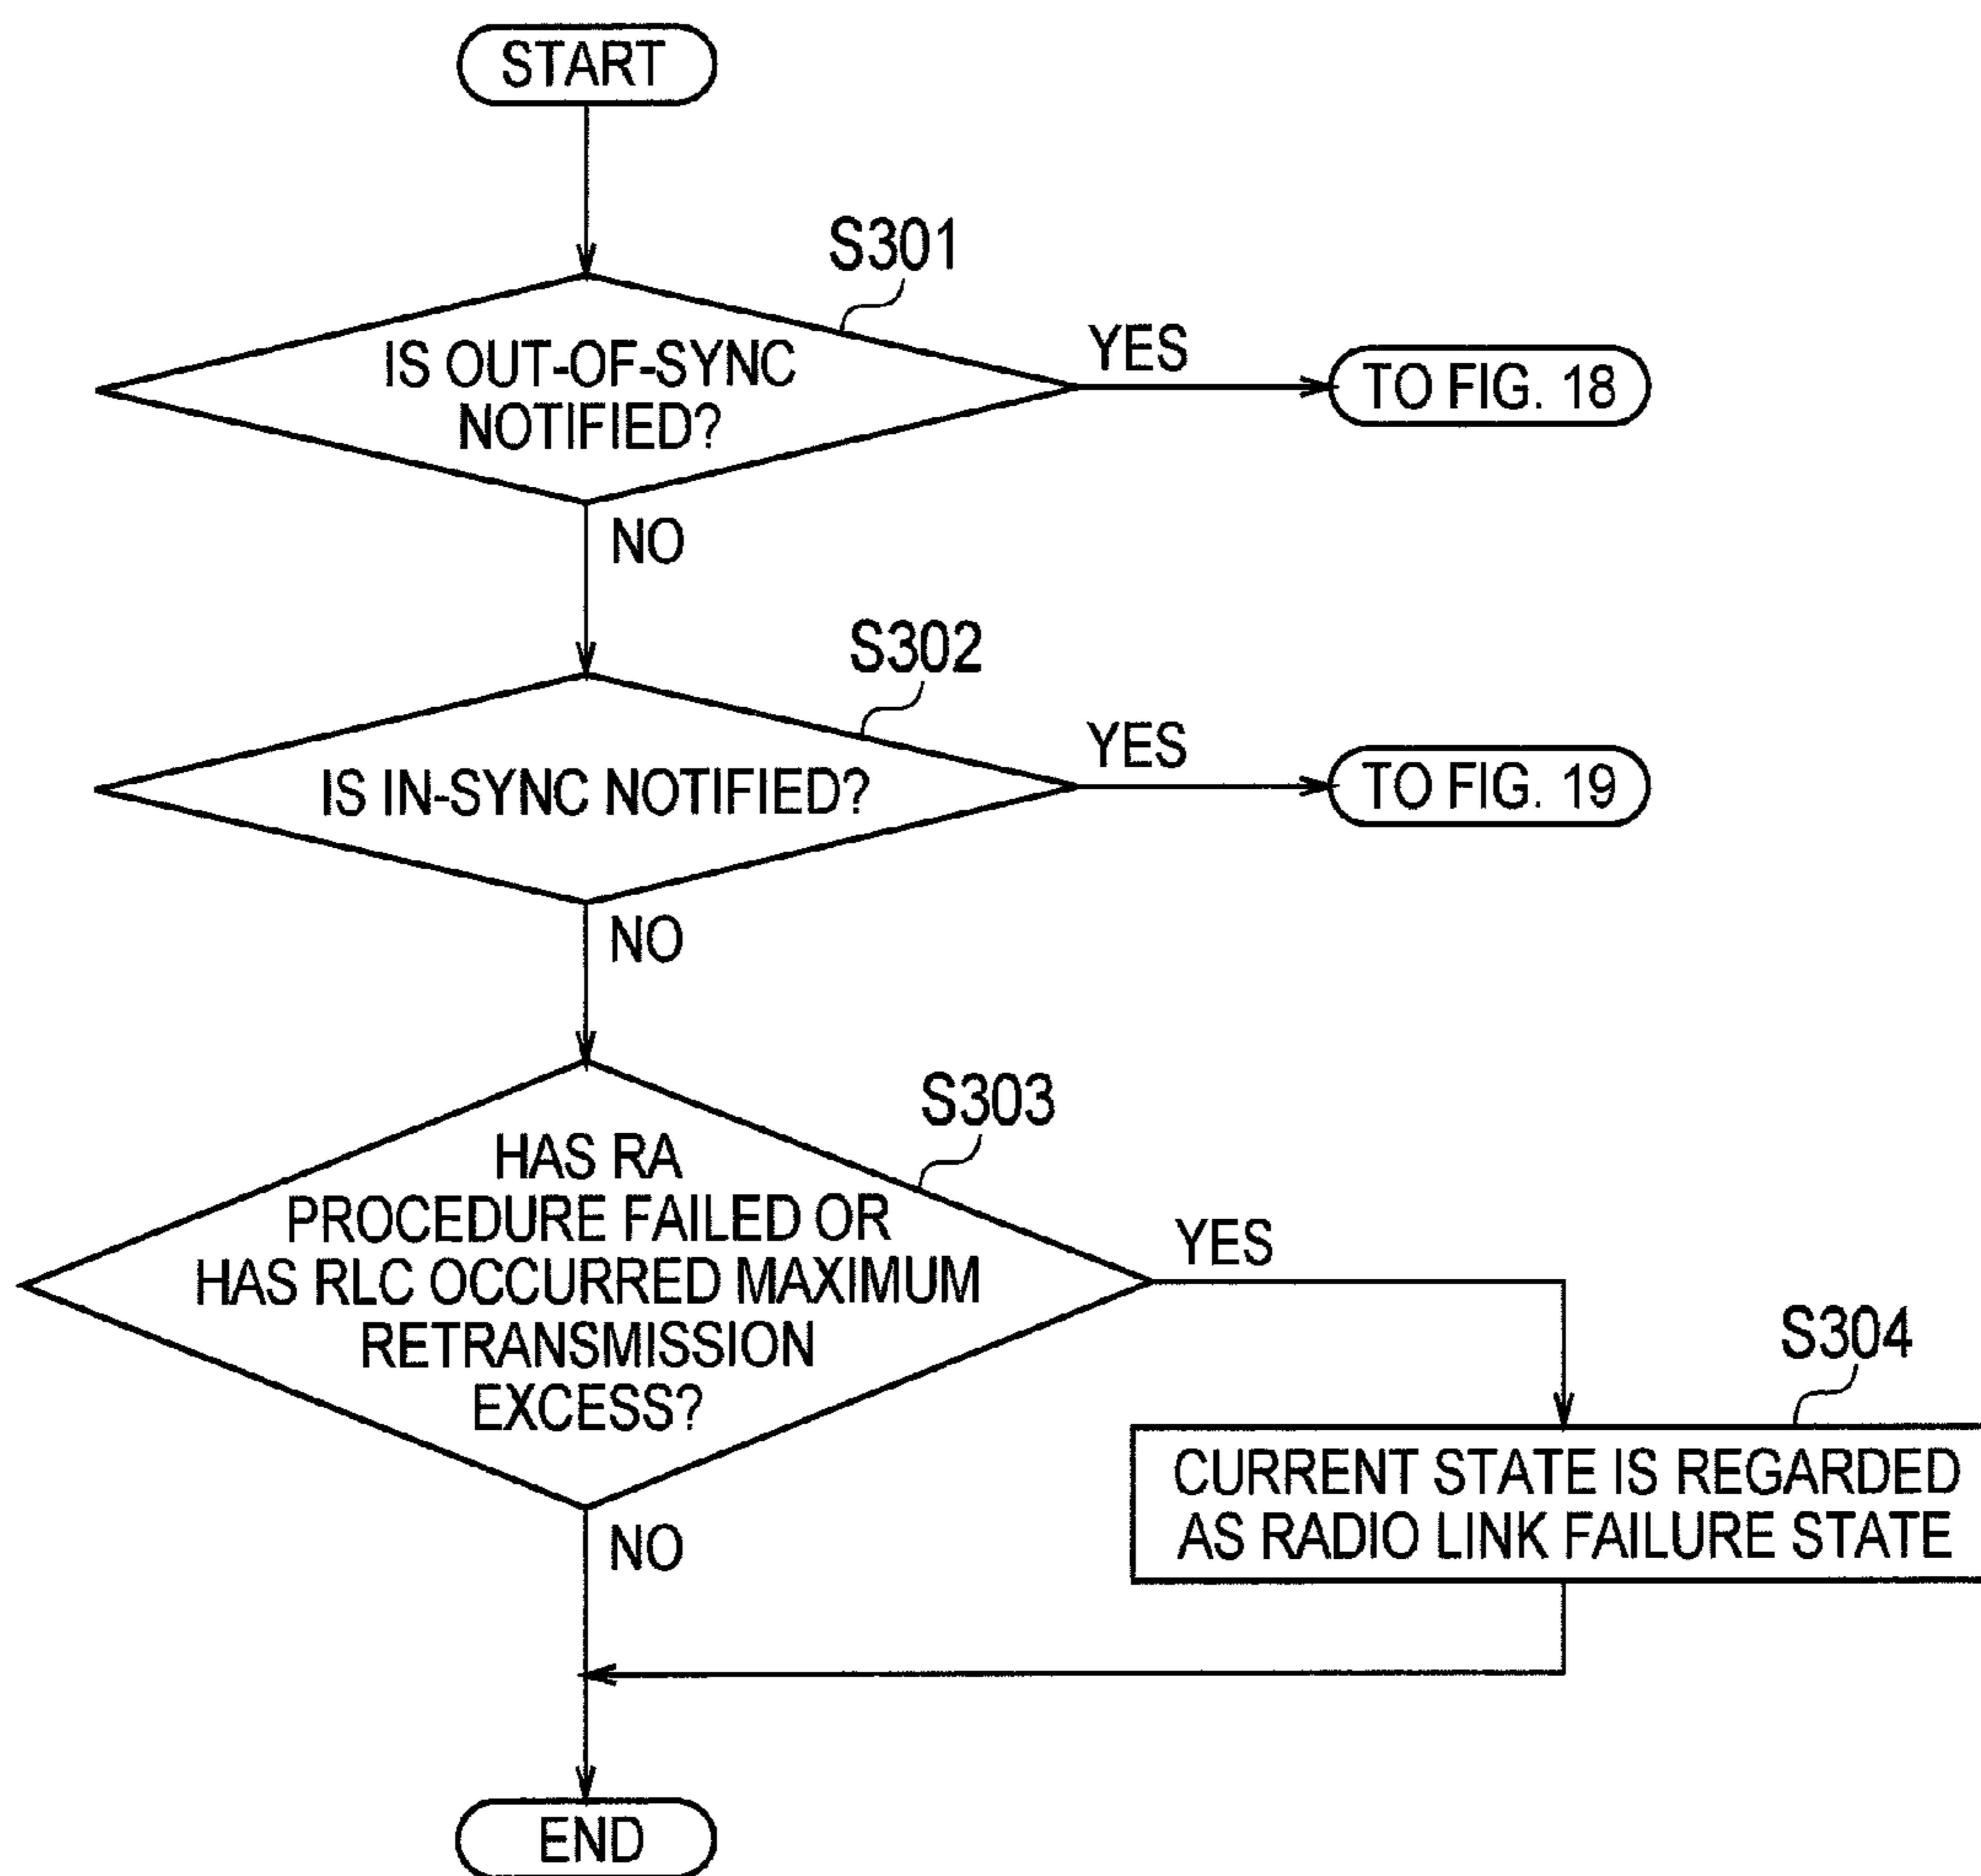 START
S301
IS OUT-OF-SYNC
NOTIFIED?
YES
TO FIG. 18
NO
S302
IS IN-SYNC NOTIFIED?
YES
TO FIG. 19
NO
S303
HAS RA
PROCEDURE FAILED OR
HAS RLC OCCURRED MAXIMUM
RETRANSMISSION
EXCESS?
YES
S304
CURRENT STATE IS REGARDED
AS RADIO LINK FAILURE STATE
NO
END